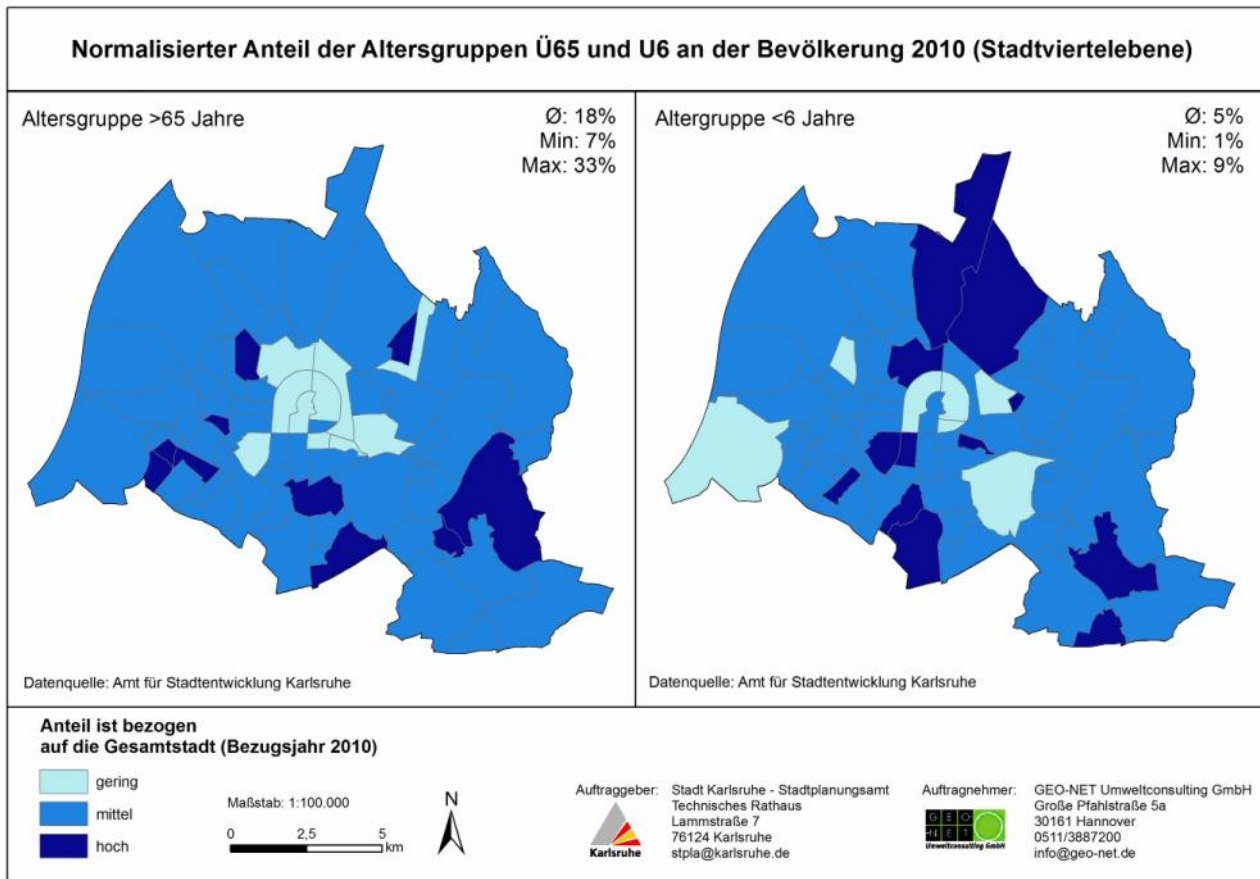 Normalisierter Anteil der Altersgruppen Ü65 und U6 an der Bevölkerung 2010 (Stadtviertelebene)
Altersgruppe >65 Jahre
Ø: 18%
Min: 7%
Max: 33%
Datenquelle: Amt für Stadtentwicklung Karlsruhe
Altergruppe <6 Jahre
Ø: 5%
Min: 1%
Max: 9%
Datenquelle: Amt für Stadtentwicklung Karlsruhe
Anteil ist bezogen
auf die Gesamtstadt (Bezugsjahr 2010)
gering
mittel
hoch
Maßstab: 1:100.000
0 2,5 5
km
N
Auftraggeber: Stadt Karlsruhe - Stadtplanungsamt
Technisches Rathaus
Lammstraße 7
76124 Karlsruhe
stpla@karlsruhe.de
Karlsruhe
Auftragnehmer: GEO-NET Umweltconsulting GmbH
Große Pfahlstraße 5a
30161 Hannover
0511/3887200
info@geo-net.de
GEO
NET
Umweltconsulting GmbH